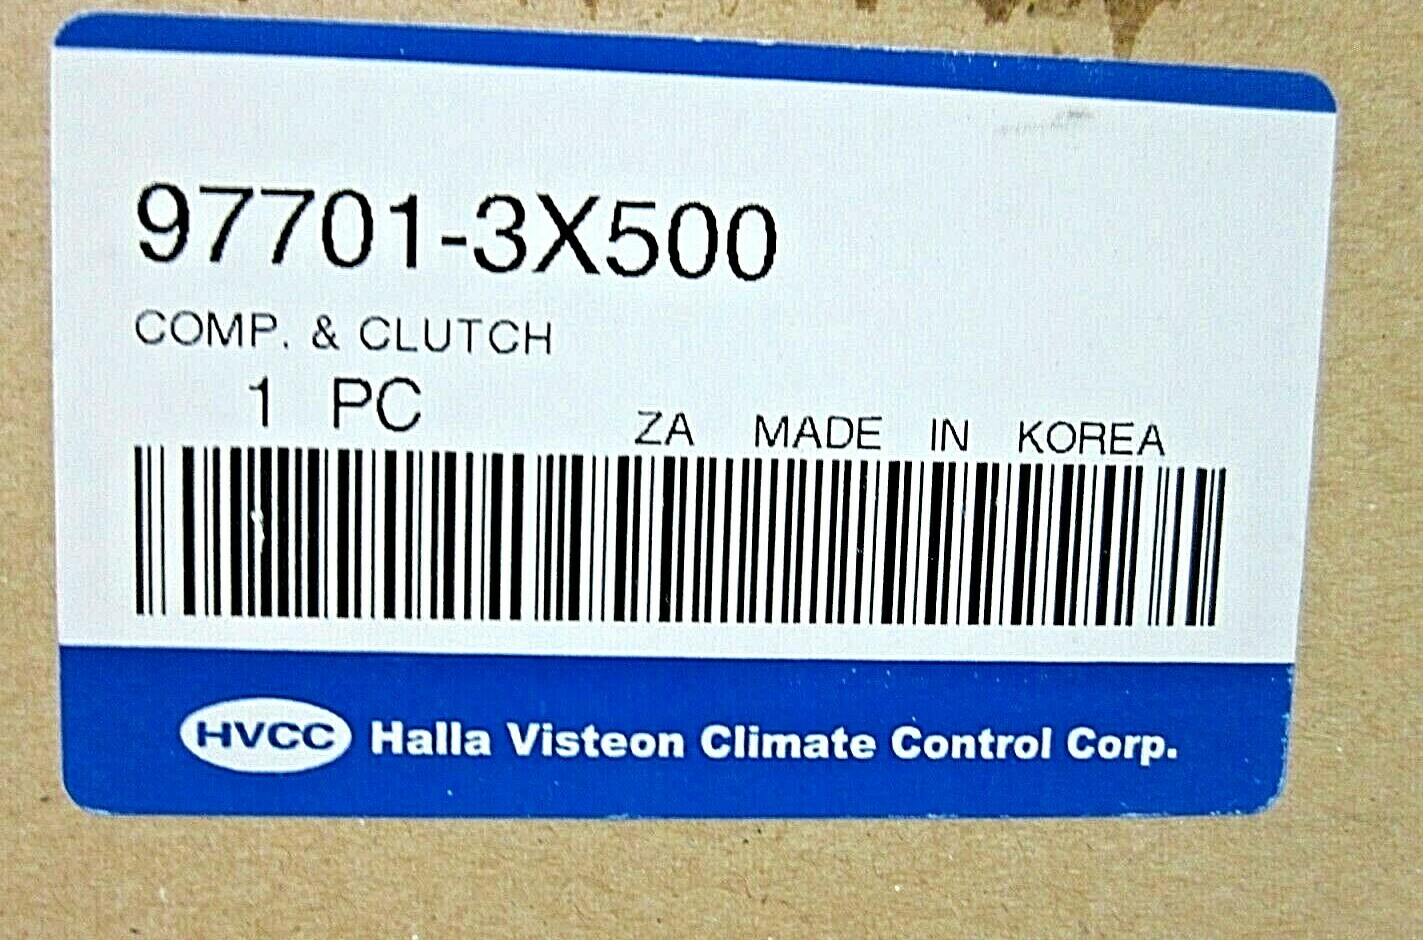 97701-3X500
COMP. & CLUTCH
1 PC
ZA MADE IN KOREA
HVCC Halla Visteon Climate Control Corp.